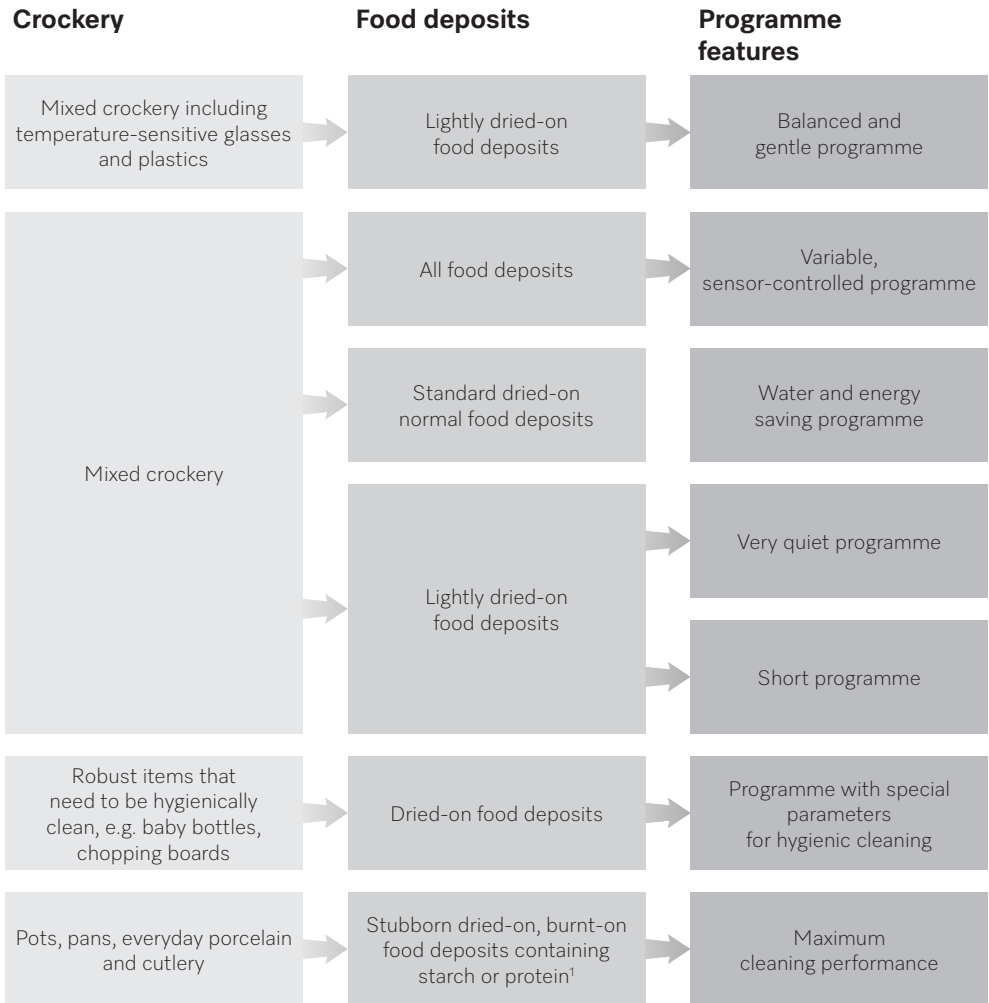 Crockery
Food deposits
Programme
features
Mixed crockery including
temperature-sensitive glasses
and plastics
Lightly dried-on
food deposits
Balanced and
gentle programme
Mixed crockery
All food deposits
Variable,
sensor-controlled programme
Standard dried-on
normal food deposits
Water and energy
saving programme
Lightly dried-on
food deposits
Very quiet programme
Short programme
Robust items that
need to be hygienically
clean, e.g. baby bottles,
chopping boards
Dried-on food deposits
Programme with special
parameters
for hygienic cleaning
Pots, pans, everyday porcelain
and cutlery
Stubborn dried-on, burnt-on
food deposits containing
starch or protein¹
Maximum
cleaning performance